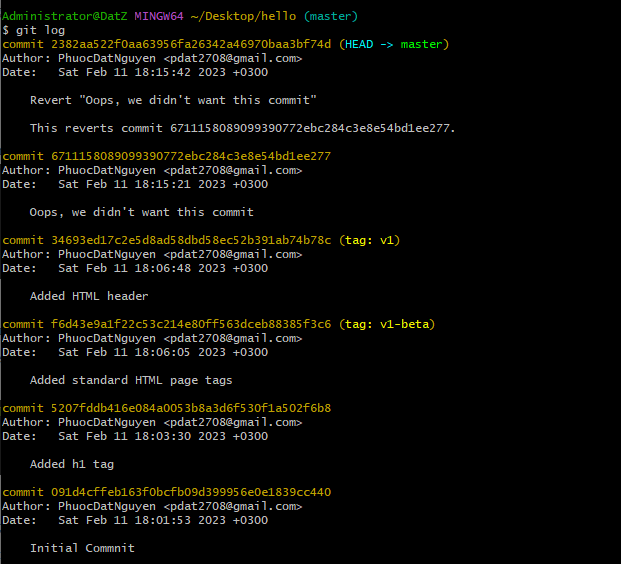 Administrator@DatZ MINGW64 ~/Desktop/hello (master)
$ git log
commit 2382aa522f0aa63956fa26342a46970baa3bf74d (HEAD -> master)
Author: PhuocDatNguyen <pdat2708@gmail.com>
Date:   Sat Feb 11 18:15:42 2023 +0300

    Revert "Oops, we didn't want this commit"

    This reverts commit 6711158089099390772ebc284c3e8e54bd1ee277.

commit 6711158089099390772ebc284c3e8e54bd1ee277
Author: PhuocDatNguyen <pdat2708@gmail.com>
Date:   Sat Feb 11 18:15:21 2023 +0300

    Oops, we didn't want this commit

commit 34693ed17c2e5d8ad58dbd58ec52b391ab74b78c (tag: v1)
Author: PhuocDatNguyen <pdat2708@gmail.com>
Date:   Sat Feb 11 18:06:48 2023 +0300

    Added HTML header

commit f6d43e9a1f22c53c214e80ff563dceb88385f3c6 (tag: v1-beta)
Author: PhuocDatNguyen <pdat2708@gmail.com>
Date:   Sat Feb 11 18:06:05 2023 +0300

    Added standard HTML page tags

commit 5207fddb416e084a0053b8a3d6f530f1a502f6b8
Author: PhuocDatNguyen <pdat2708@gmail.com>
Date:   Sat Feb 11 18:03:30 2023 +0300

    Added h1 tag

commit 091d4cffeb163f0bcfb09d399956e0e1839cc440
Author: PhuocDatNguyen <pdat2708@gmail.com>
Date:   Sat Feb 11 18:01:53 2023 +0300

    Initial Commnit